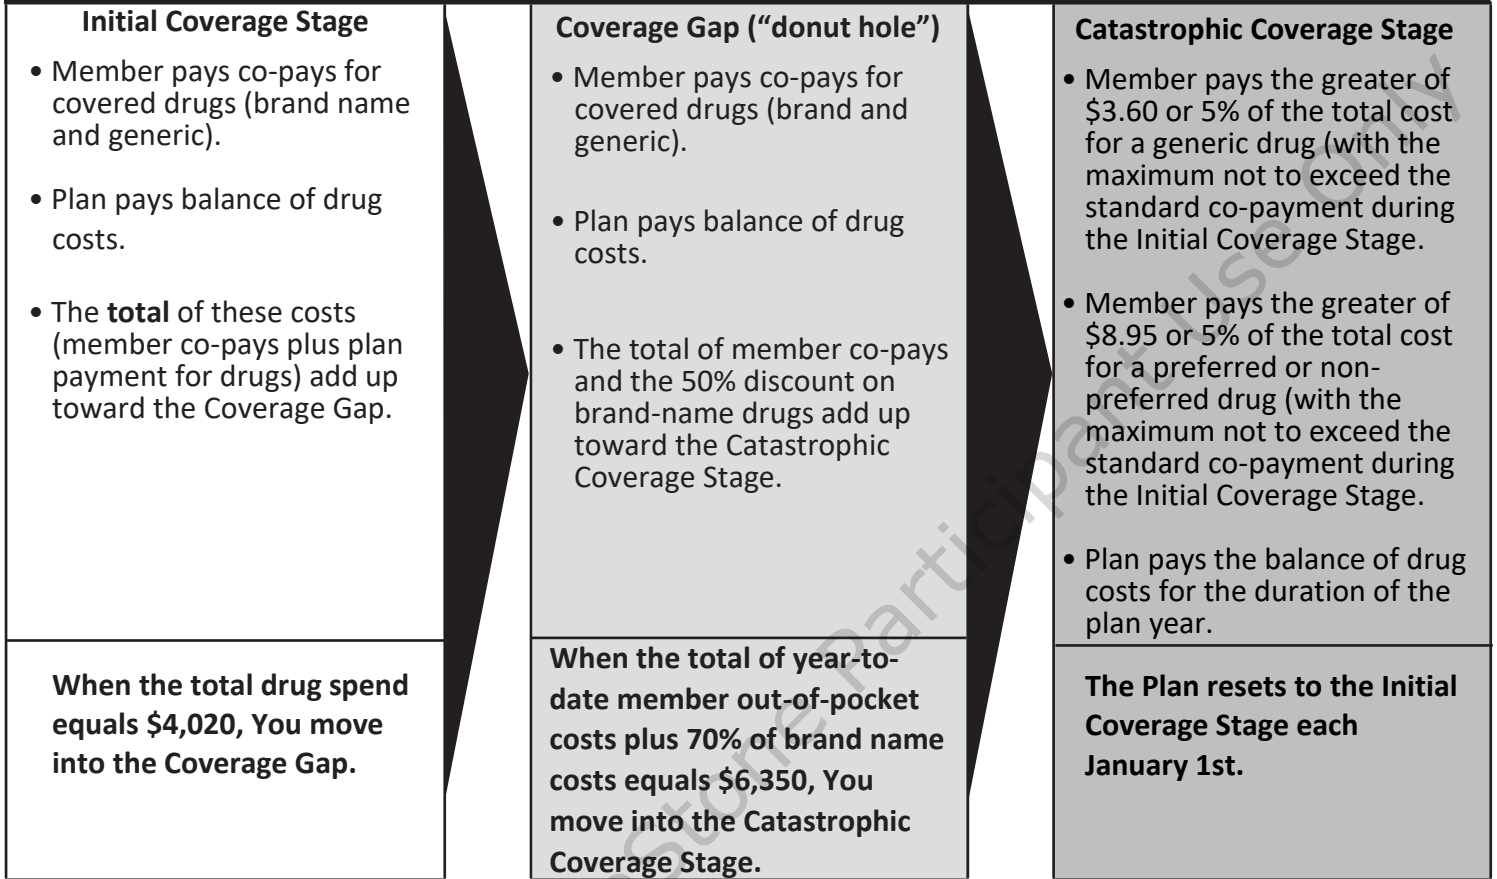 Initial Coverage Stage
• Member pays co-pays for
covered drugs (brand name
and generic).
• Plan pays balance of drug
costs.
• The total of these costs
(member co-pays plus plan
payment for drugs) add up
toward the Coverage Gap.
When the total drug spend
equals $4,020, You move
into the Coverage Gap.
Coverage Gap (“donut hole”)
• Member pays co-pays for
covered drugs (brand and
generic).
• Plan pays balance of drug
costs.
• The total of member co-pays
and the 50% discount on
brand-name drugs add up
toward the Catastrophic
Coverage Stage.
When the total of year-to-
date member out-of-pocket
costs plus 70% of brand name
costs equals $6,350, You
move into the Catastrophic
Coverage Stage.
Catastrophic Coverage Stage
• Member pays the greater of
$3.60 or 5% of the total cost
for a generic drug (with the
maximum not to exceed the
standard co-payment during
the Initial Coverage Stage.
• Member pays the greater of
$8.95 or 5% of the total cost
for a preferred or non-
preferred drug (with the
maximum not to exceed the
standard co-payment during
the Initial Coverage Stage.
• Plan pays the balance of drug
costs for the duration of the
plan year.
The Plan resets to the Initial
Coverage Stage each
January 1st.
Participant Use Only